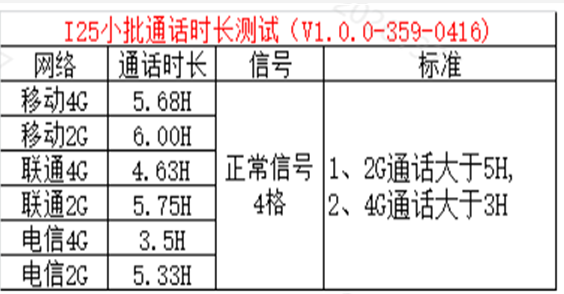 I25小批通话时长测试（V1.0.0-359-0416)
网络 通话时长 信号 标准
移动4G 5.68H
移动2G 6.00H
联通4G 4.63H
联通2G 5.75H
电信4G 3.5H
电信2G 5.33H
正常信号
4格
1、2G通话大于5H,
2、4G通话大于3H